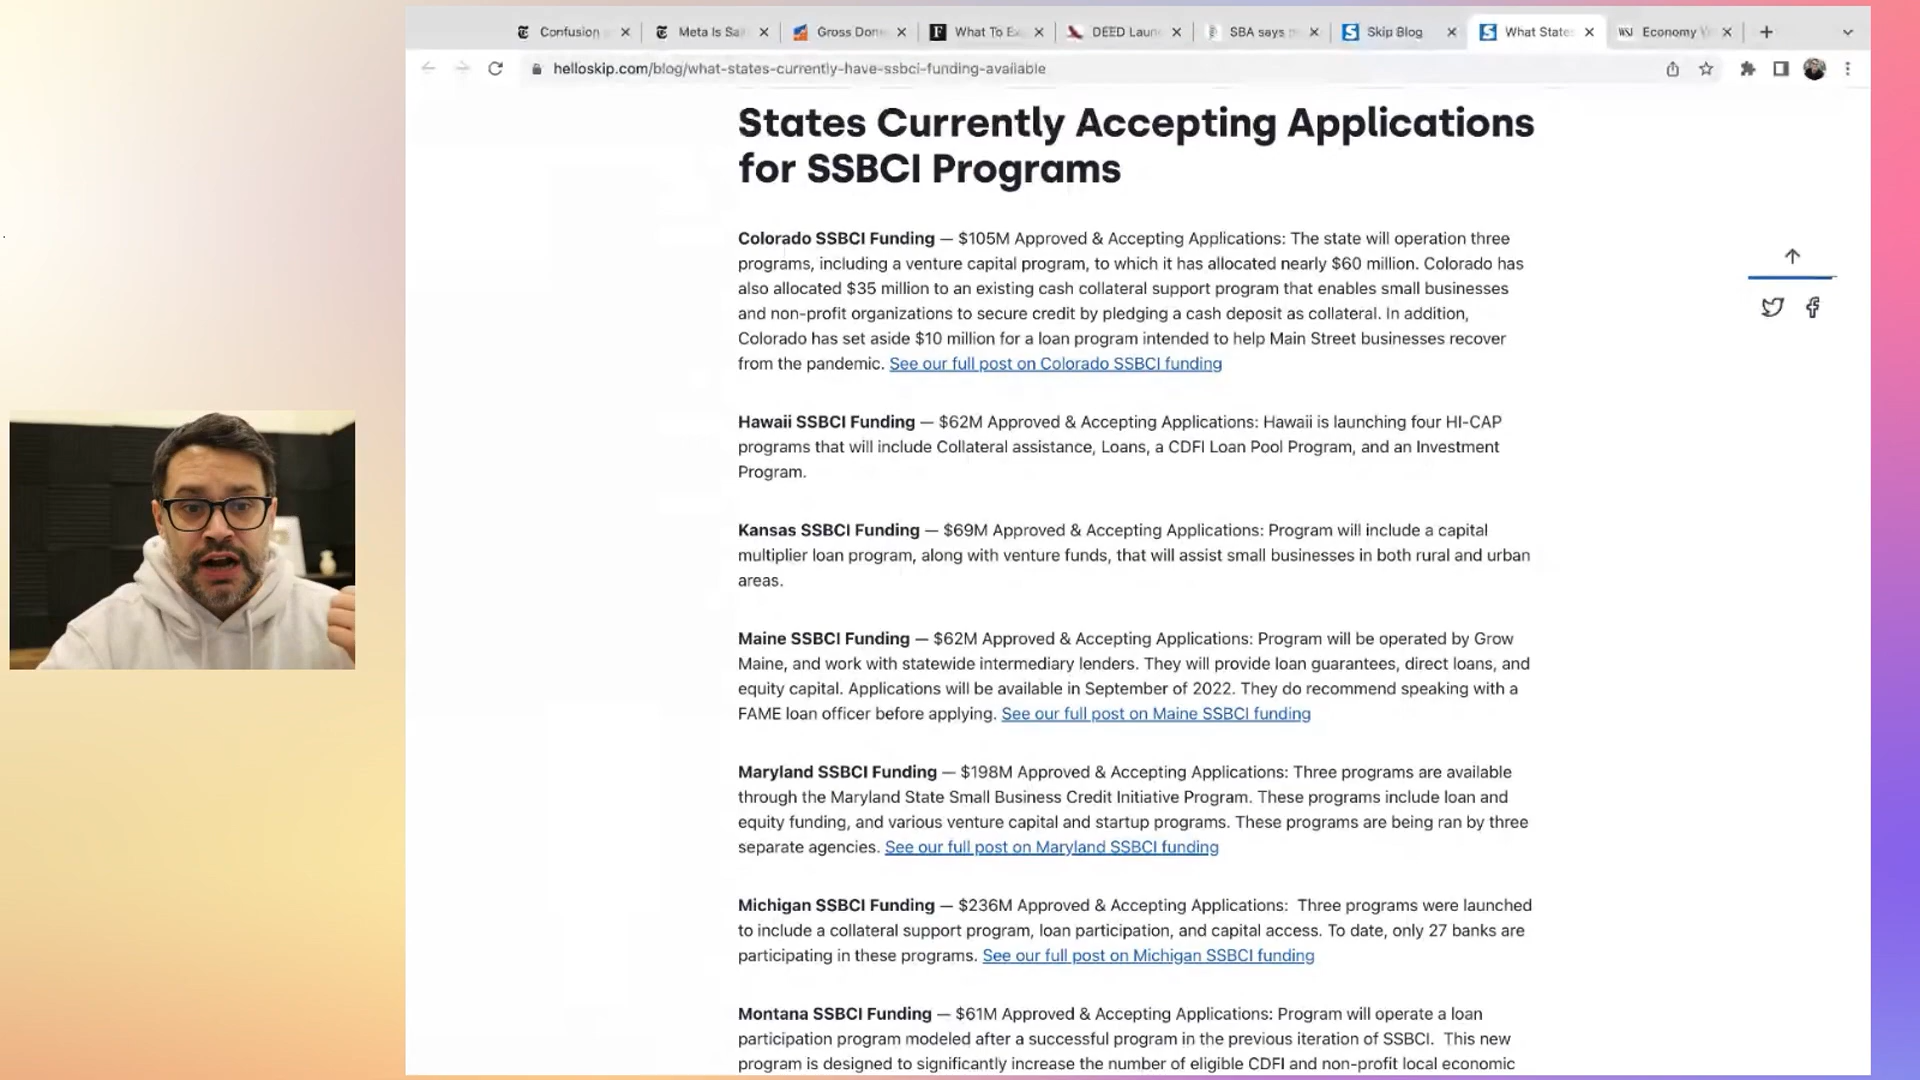 Confusion
Meta Is Sa
Gross Don
What To Ex
DEED Laun
SBA says
Skip Blog
What State
WSJ Economy
helloskip.com/blog/what-states-currently-have-ssbci-funding-available
States Currently Accepting Applications
for SSBCI Programs
Colorado SSBCI Funding — $105M Approved & Accepting Applications: The state will operation three
programs, including a venture capital program, to which it has allocated nearly $60 million. Colorado has
also allocated $35 million to an existing cash collateral support program that enables small businesses
and non-profit organizations to secure credit by pledging a cash deposit as collateral. In addition,
Colorado has set aside $10 million for a loan program intended to help Main Street businesses recover
from the pandemic. See our full post on Colorado SSBCI funding
Hawaii SSBCI Funding — $62M Approved & Accepting Applications: Hawaii is launching four HI-CAP
programs that will include Collateral assistance, Loans, a CDFI Loan Pool Program, and an Investment
Program.
Kansas SSBCI Funding — $69M Approved & Accepting Applications: Program will include a capital
multiplier loan program, along with venture funds, that will assist small businesses in both rural and urban
areas.
Maine SSBCI Funding — $62M Approved & Accepting Applications: Program will be operated by Grow
Maine, and work with statewide intermediary lenders. They will provide loan guarantees, direct loans, and
equity capital. Applications will be available in September of 2022. They do recommend speaking with a
FAME loan officer before applying. See our full post on Maine SSBCI funding
Maryland SSBCI Funding — $198M Approved & Accepting Applications: Three programs are available
through the Maryland State Small Business Credit Initiative Program. These programs include loan and
equity funding, and various venture capital and startup programs. These programs are being ran by three
separate agencies. See our full post on Maryland SSBCI funding
Michigan SSBCI Funding — $236M Approved & Accepting Applications: Three programs were launched
to include a collateral support program, loan participation, and capital access. To date, only 27 banks are
participating in these programs. See our full post on Michigan SSBCI funding
Montana SSBCI Funding — $61M Approved & Accepting Applications: Program will operate a loan
participation program modeled after a successful program in the previous iteration of SSBCI. This new
program is designed to significantly increase the number of eligible CDFI and non-profit local economic